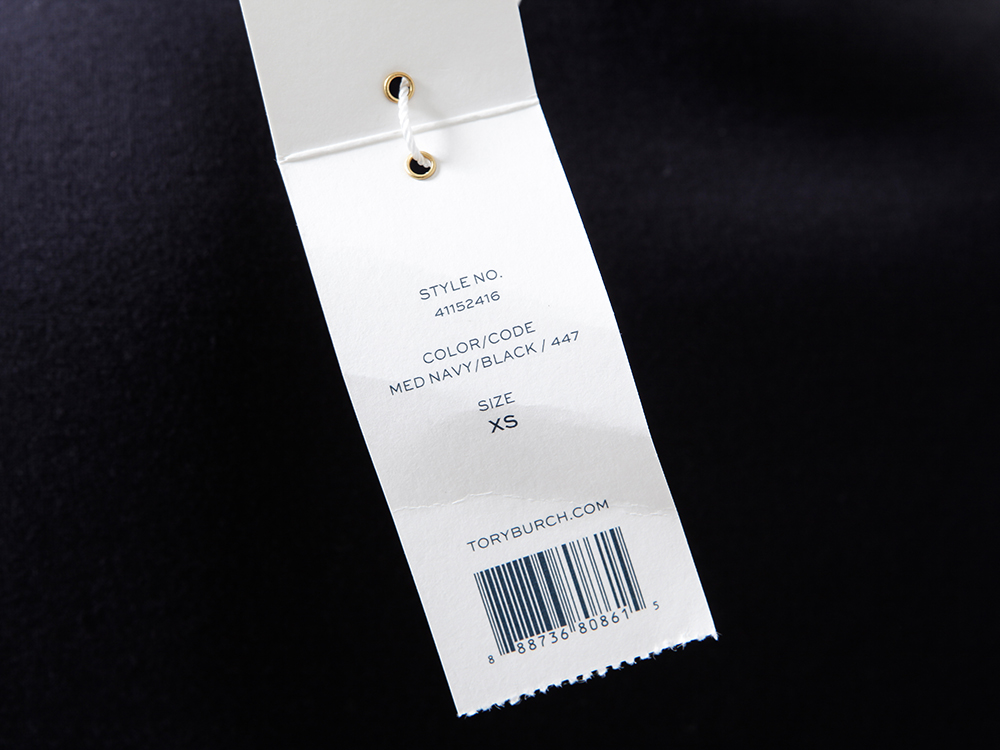 STYLE NO.
41152416
COLOR/CODE
MED NAVY/BLACK / 447
SIZE
XS
TORYBURCH.COM
8 88736 80861 5